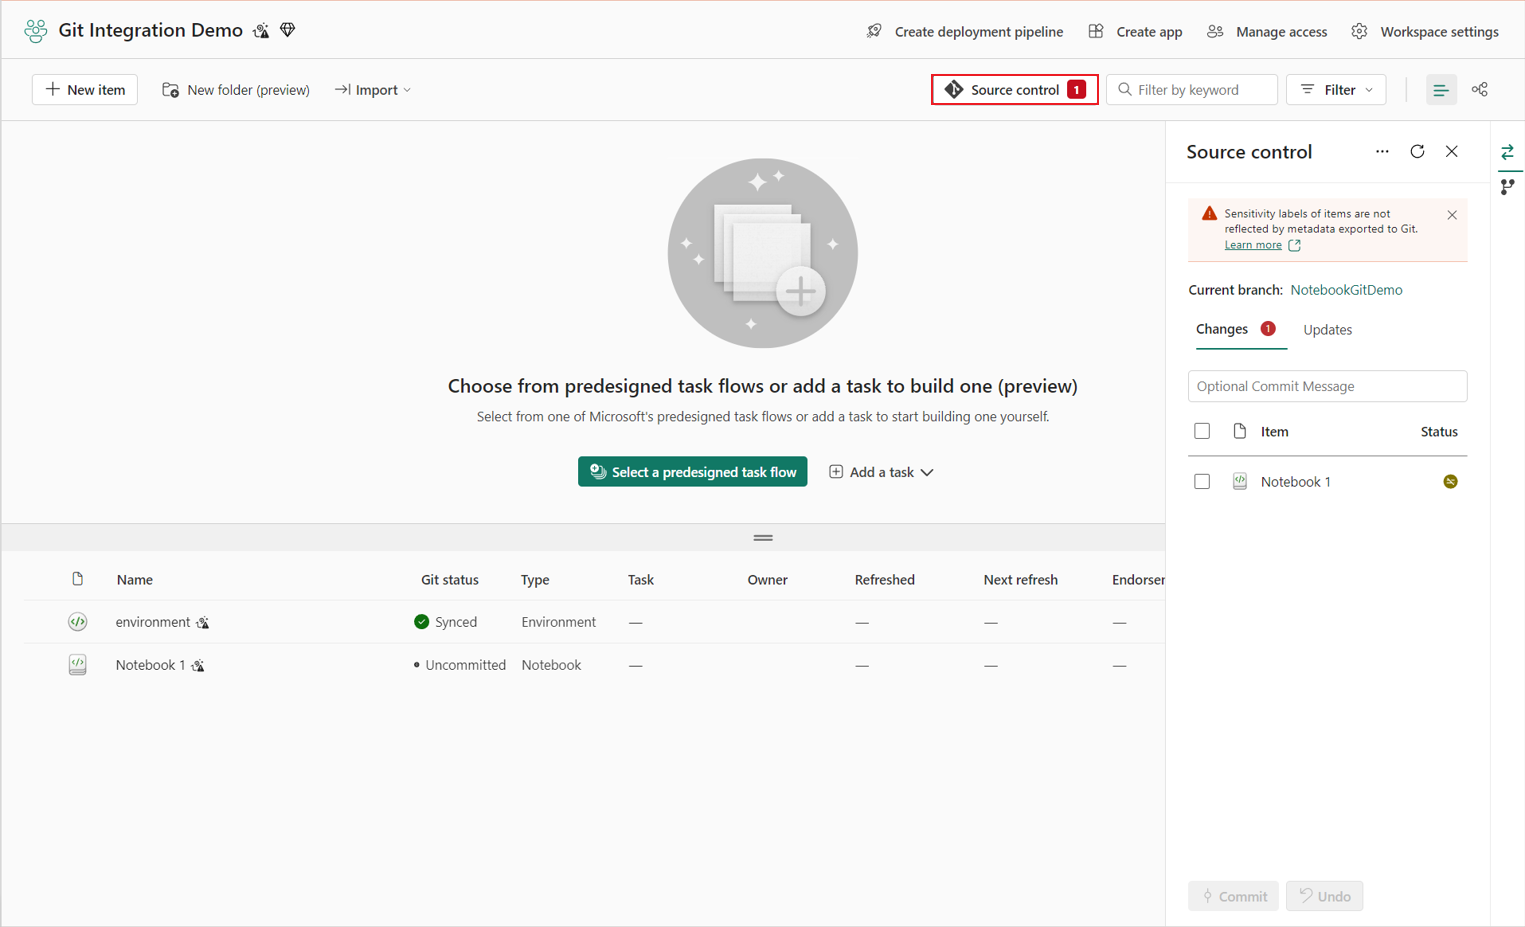 Git Integration Demo
Create deployment pipeline
Create app
Manage access
Workspace settings
New item
New folder (preview)
Import
Source control 1
Filter by keyword
Filter
Choose from predesigned task flows or add a task to build one (preview)
Select from one of Microsoft's predesigned task flows or add a task to start building one yourself.
Select a predesigned task flow
Add a task
Name Git status Type Task Owner Refreshed Next refresh Endorser
environment Synced Environment — — — —
Notebook 1 Uncommitted Notebook — — — —
Source control
Sensitivity labels of items are not
reflected by metadata exported to Git.
Learn more
Current branch: NotebookGitDemo
Changes 1 Updates
Optional Commit Message
Item Status
Notebook 1
Commit
Undo